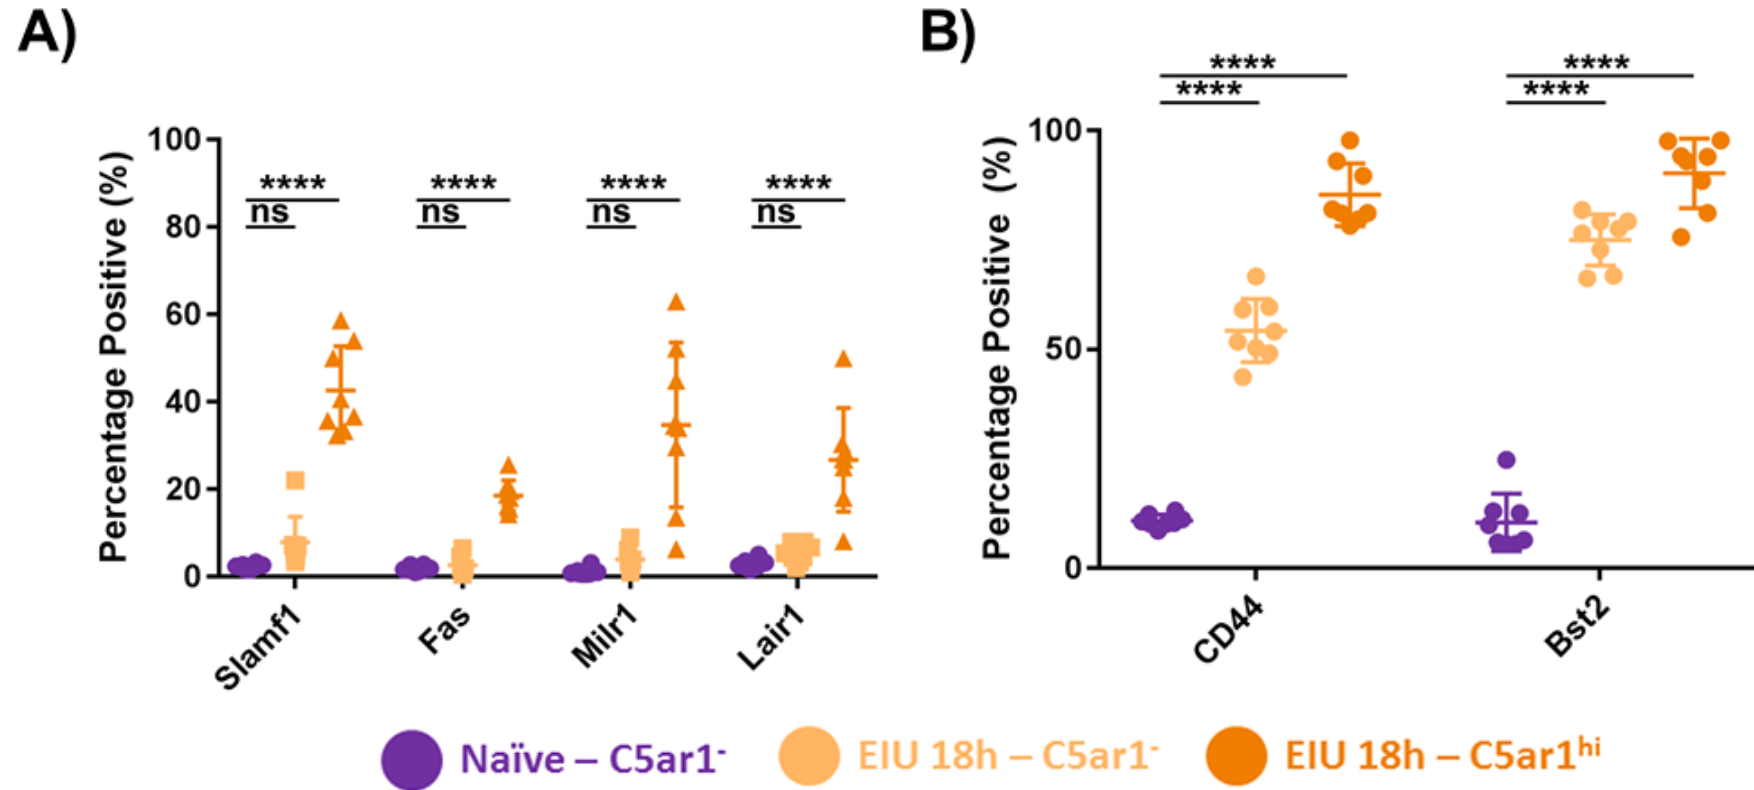 A)
B)
Percentage Positive (%)
100
80
60
40
20
0
****
ns
****
ns
****
ns
****
ns
Slamf1
Fas
Milr1
Lair1
Percentage Positive (%)
100
50
0
****
****
****
****
CD44
Bst2
Naïve – C5ar1⁻
EIU 18h – C5ar1⁻
EIU 18h – C5ar1ʰⁱ